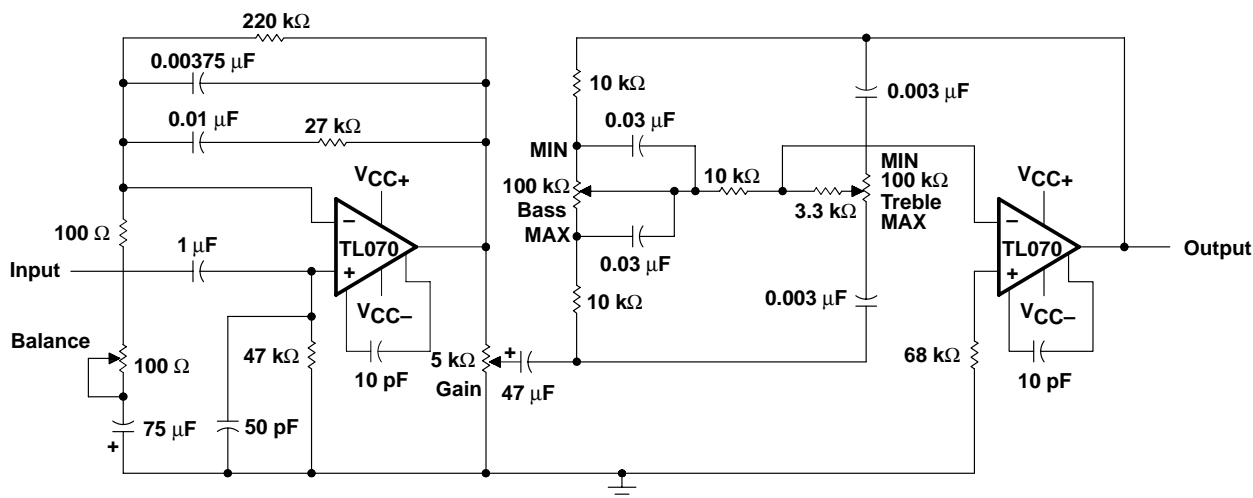 220 kΩ
0.00375 μF
0.01 μF
27 kΩ
VCC+
100 Ω
−
TL070
+
1 μF
Input
VCC−
Balance
100 Ω
47 kΩ
10 pF
5 kΩ
Gain
+
47 μF
75 μF
+
50 pF
10 kΩ
0.03 μF
MIN
100 kΩ
Bass
MAX
0.03 μF
10 kΩ
10 kΩ
3.3 kΩ
0.003 μF
MIN
100 kΩ
Treble
MAX
0.003 μF
VCC+
−
TL070
+
VCC−
Output
68 kΩ
10 pF